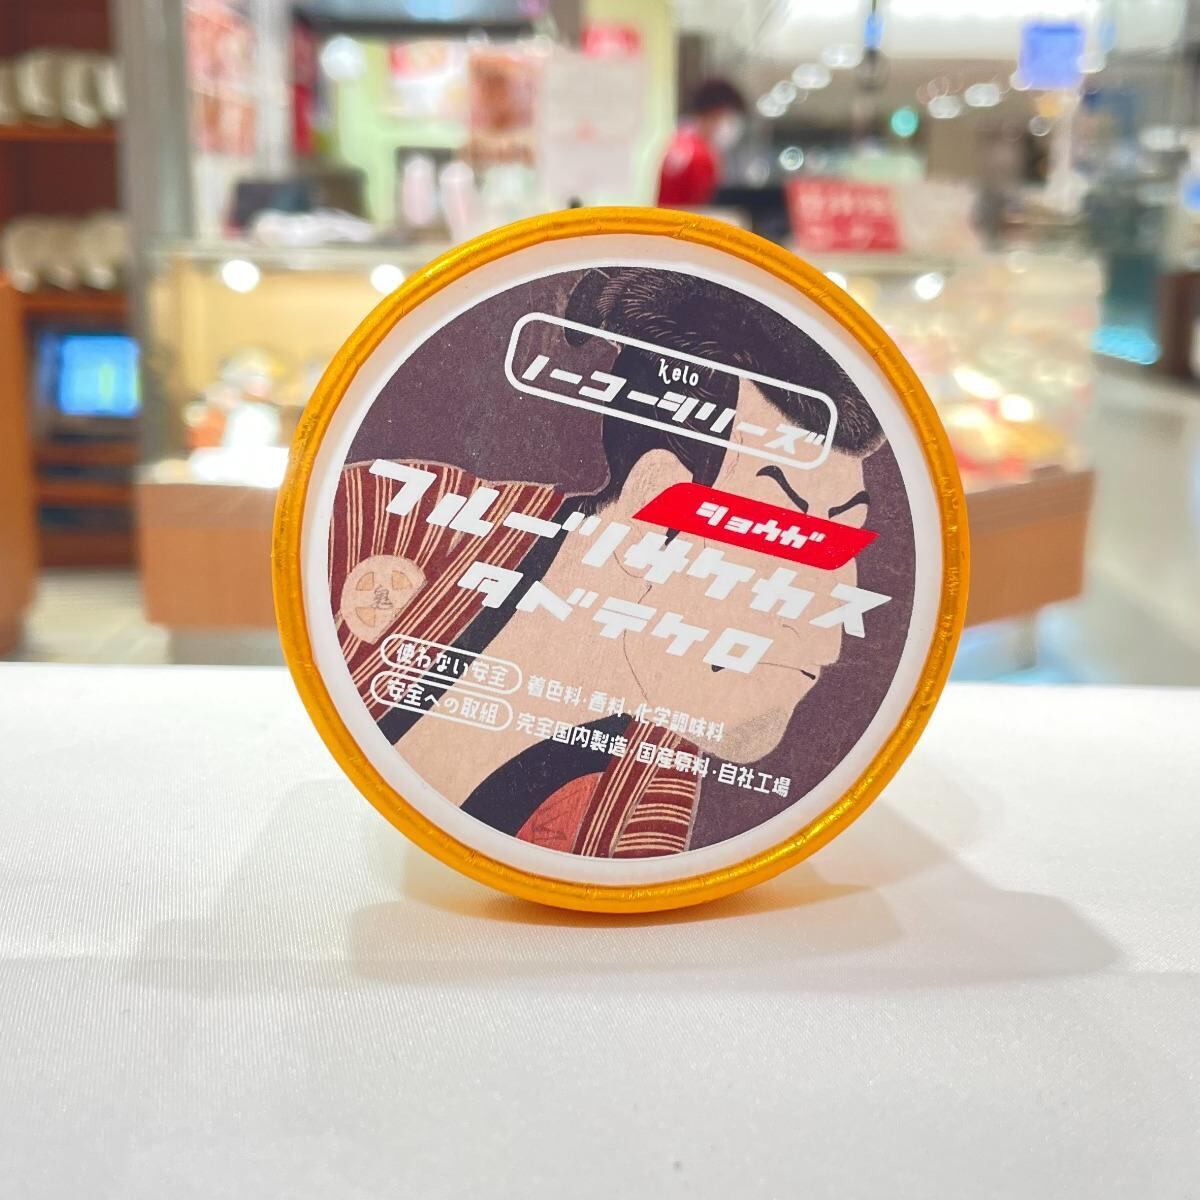 kelo
ノーコーシリーズ
ショウガ
フルーツサケカス
タベテケロ
使わない安全 着色料・香料・化学調味料
安全への取組 完全国内製造・国産原料・自社工場
鬼